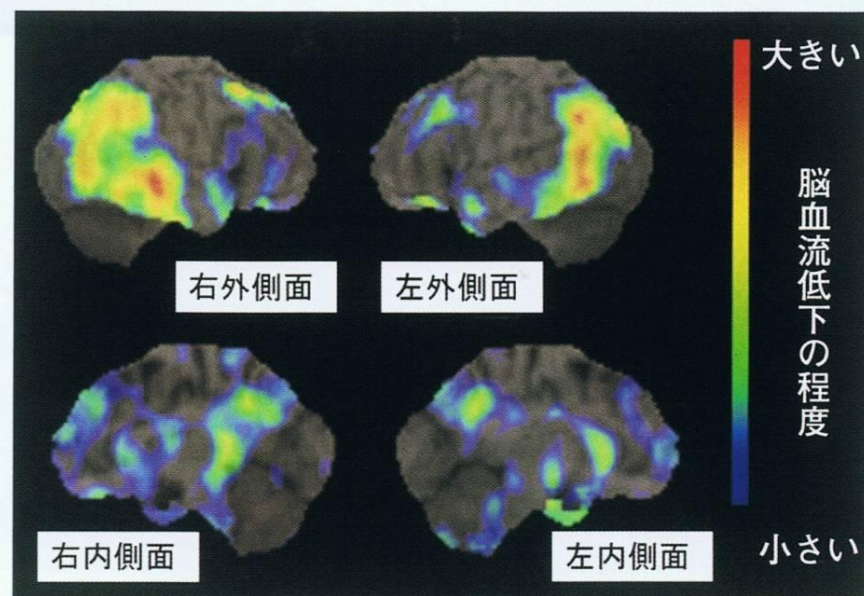 大きい
脳血流低下の程度
小さい
右外側面
左外側面
右内側面
左内側面